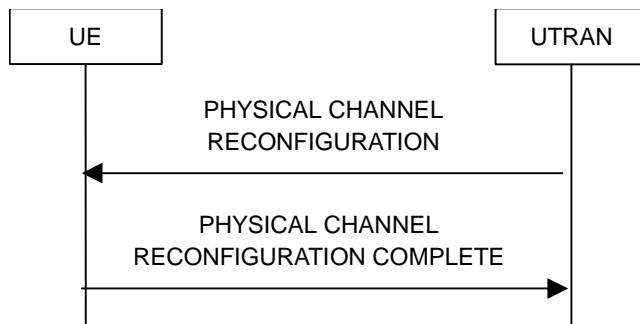 UE
UTRAN
PHYSICAL CHANNEL
RECONFIGURATION
PHYSICAL CHANNEL
RECONFIGURATION COMPLETE